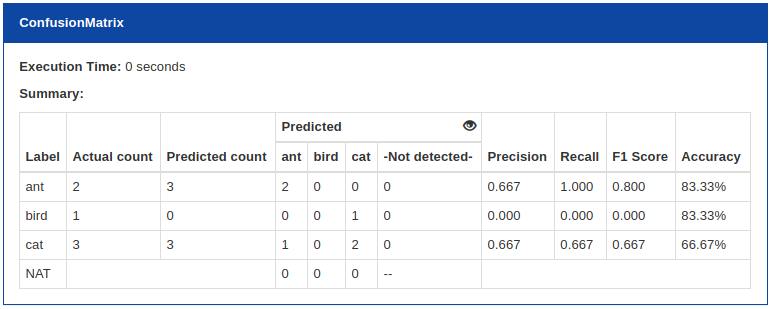 ConfusionMatrix
Execution Time: 0 seconds
Summary:
Predicted
Label Actual count Predicted count ant bird cat -Not detected- Precision Recall F1 Score Accuracy
ant 2 3 2 0 0 0 0.667 1.000 0.800 83.33%
bird 1 0 0 0 1 0 0.000 0.000 0.000 83.33%
cat 3 3 1 0 2 0 0.667 0.667 0.667 66.67%
NAT 0 0 0 --